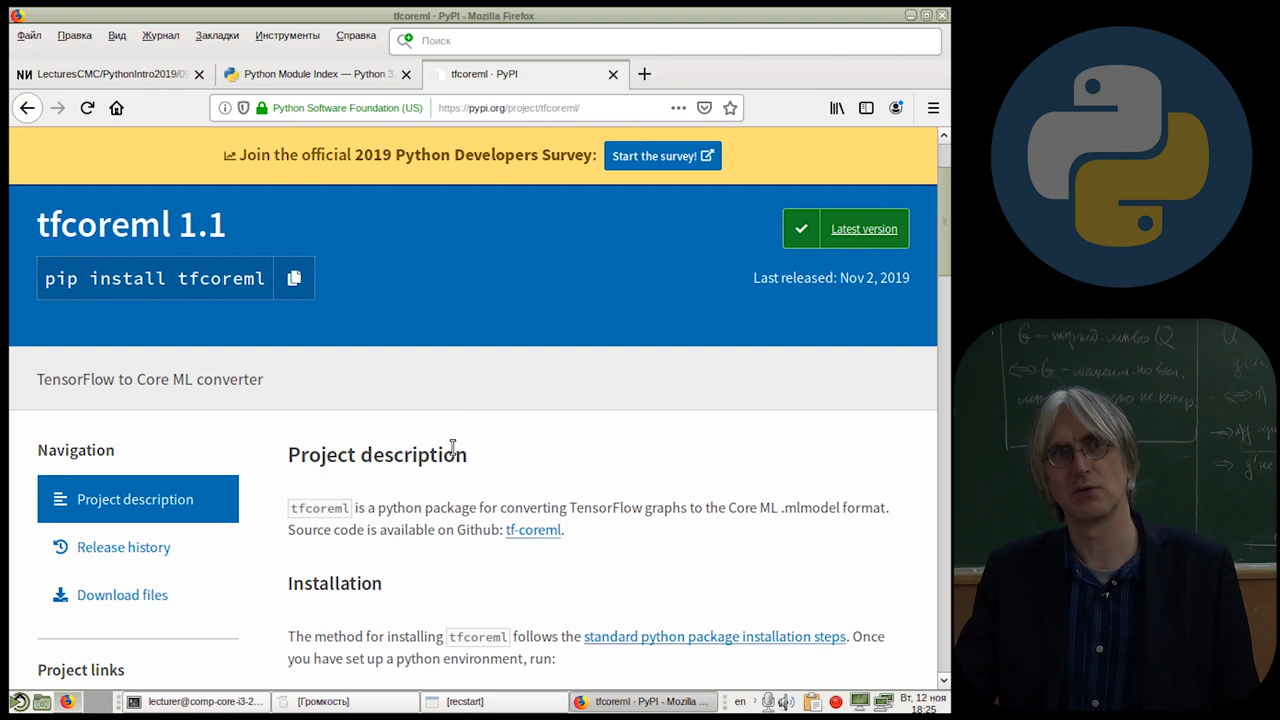 tfcoreml · PyPI - Mozilla Firefox
Файл Правка Вид Журнал Закладки Инструменты Справка Поиск
LecturesCMC/PythonIntro2019/09 Python Module Index — Python 3. tfcoreml · PyPI
Python Software Foundation (US) https://pypi.org/project/tfcoreml/
Join the official 2019 Python Developers Survey: Start the survey!
tfcoreml 1.1
Latest version
pip install tfcoreml
Last released: Nov 2, 2019
TensorFlow to Core ML converter
Navigation
Project description
Release history
Download files
Project links
Project description
tfcoreml is a python package for converting TensorFlow graphs to the Core ML .mlmodel format.
Source code is available on Github: tf-coreml.
Installation
The method for installing tfcoreml follows the standard python package installation steps. Once
you have set up a python environment, run:
lecturer@comp-core-i3-2... [Громкость] [recstart] tfcoreml · PyPI - Mozilla ... en Вт, 12 ноя
18:25